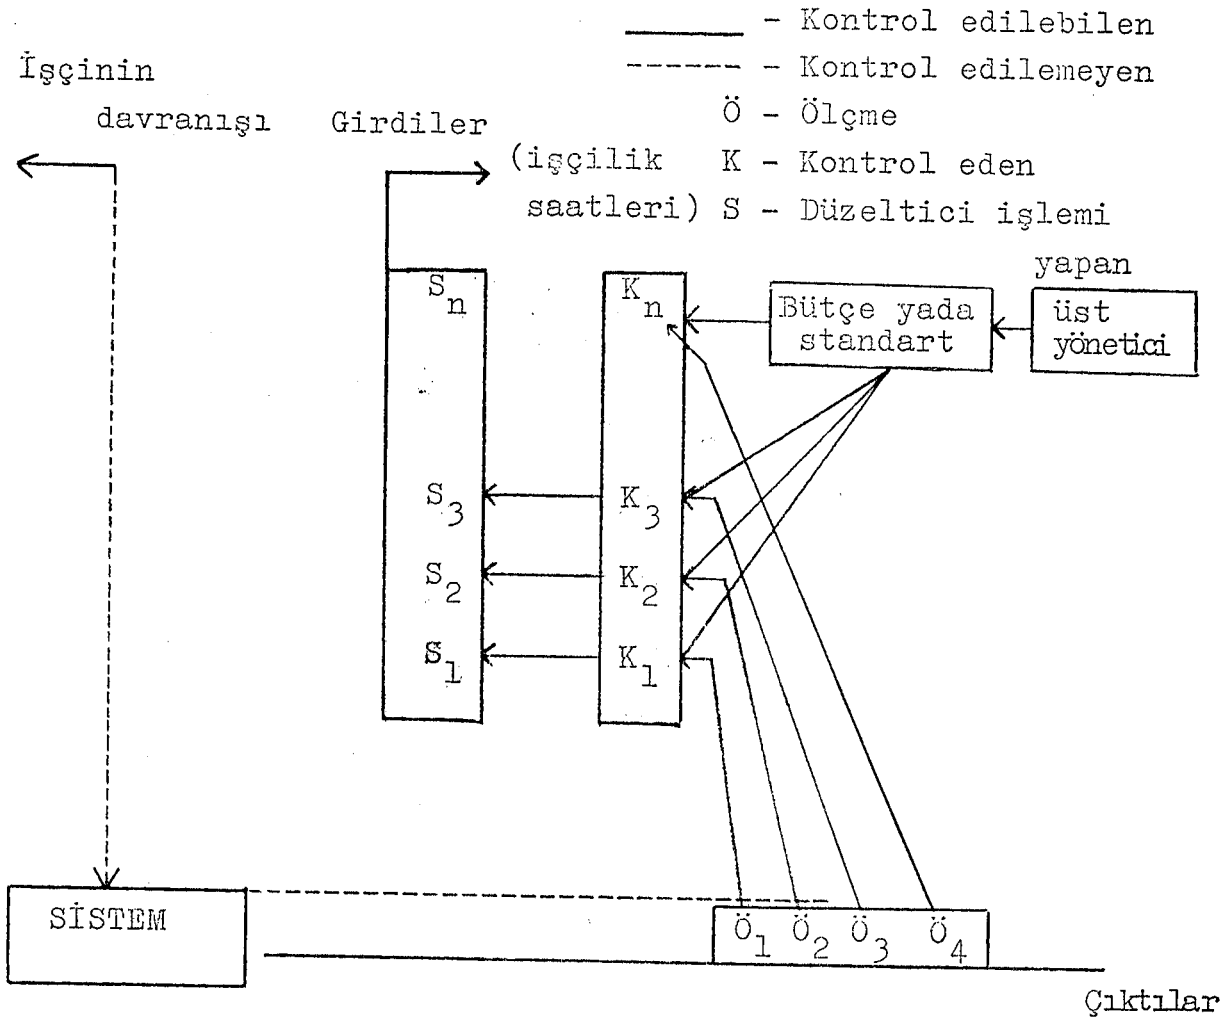 — Kontrol edilebilen
— Kontrol edilemeyen
Ö — Ölçme
K — Kontrol eden
S — Düzeltici işlemi
yapan
İşçinin
davranışı
Girdiler
(işçilik
saatleri)
Sn
S3
S2
S1
Kn
K3
K2
K1
Bütçe yada
standart
üst
yönetici
SİSTEM
Ö1 Ö2 Ö3 Ö4
Çıktılar